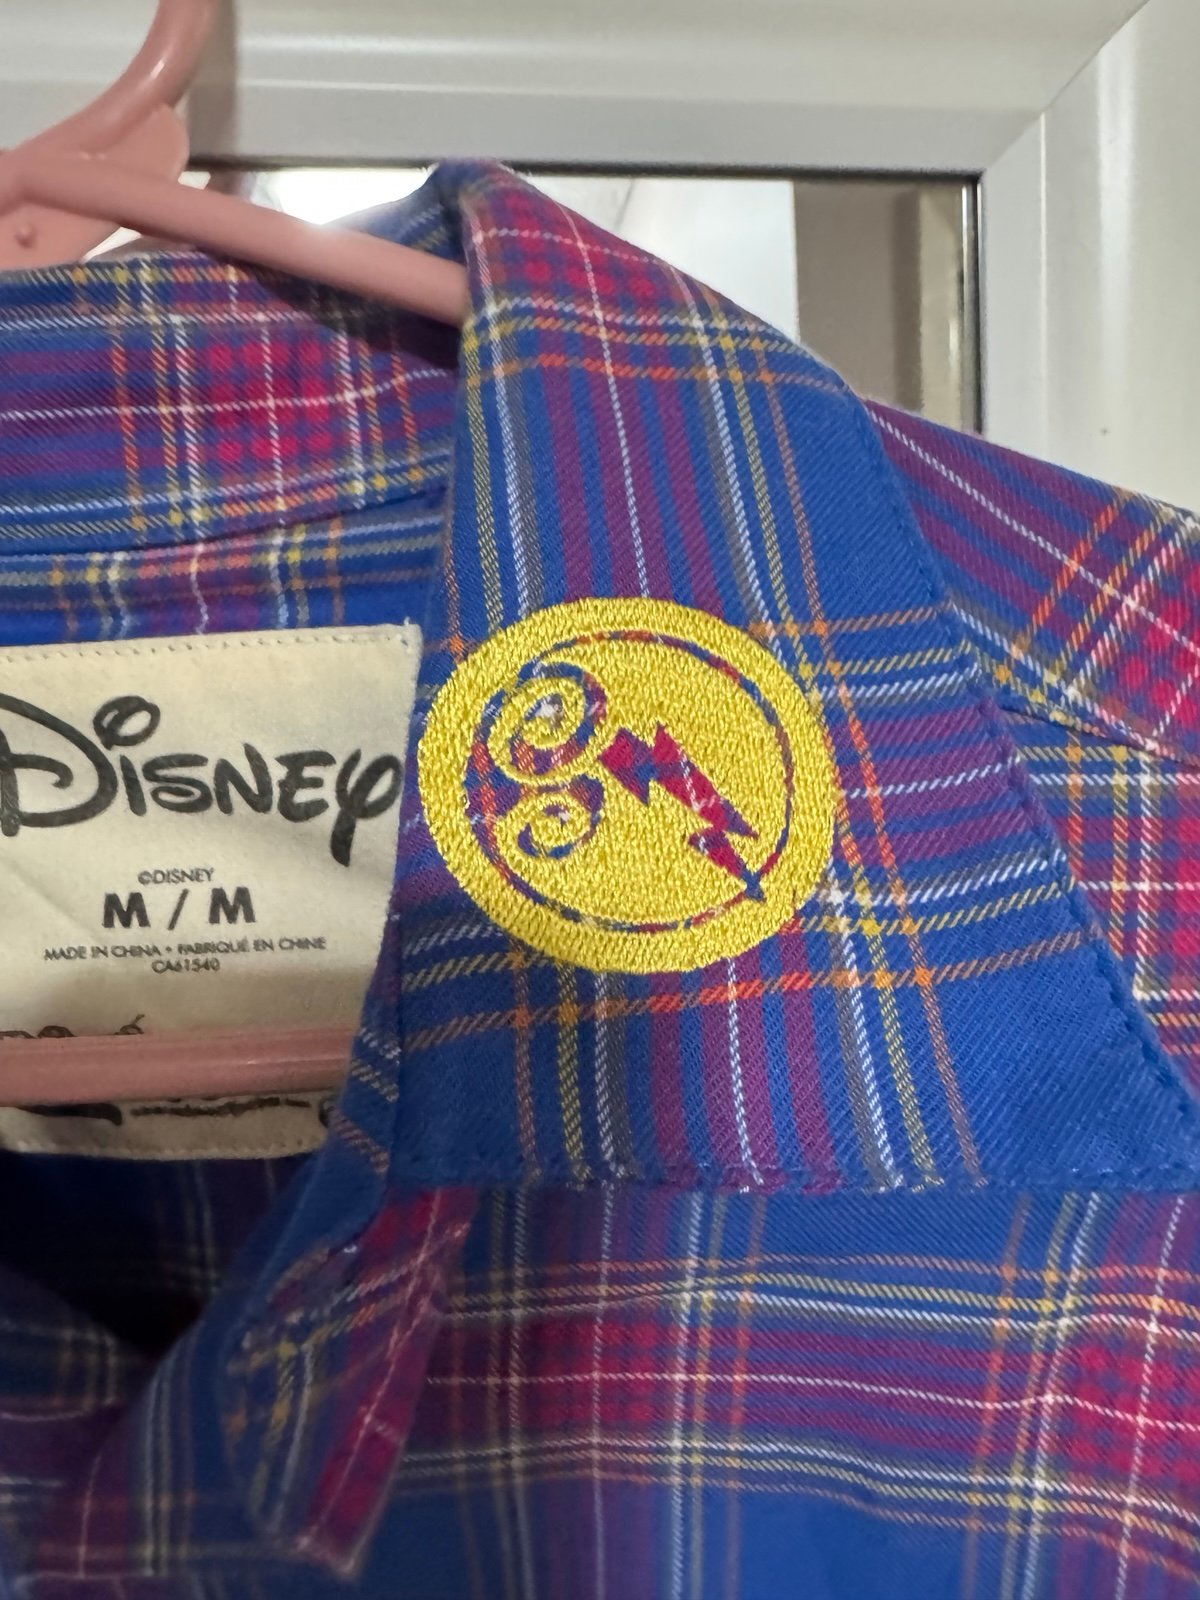 Disney
©DISNEY
M / M
MADE IN CHINA • FABRIQUÉ EN CHINE
CA61540